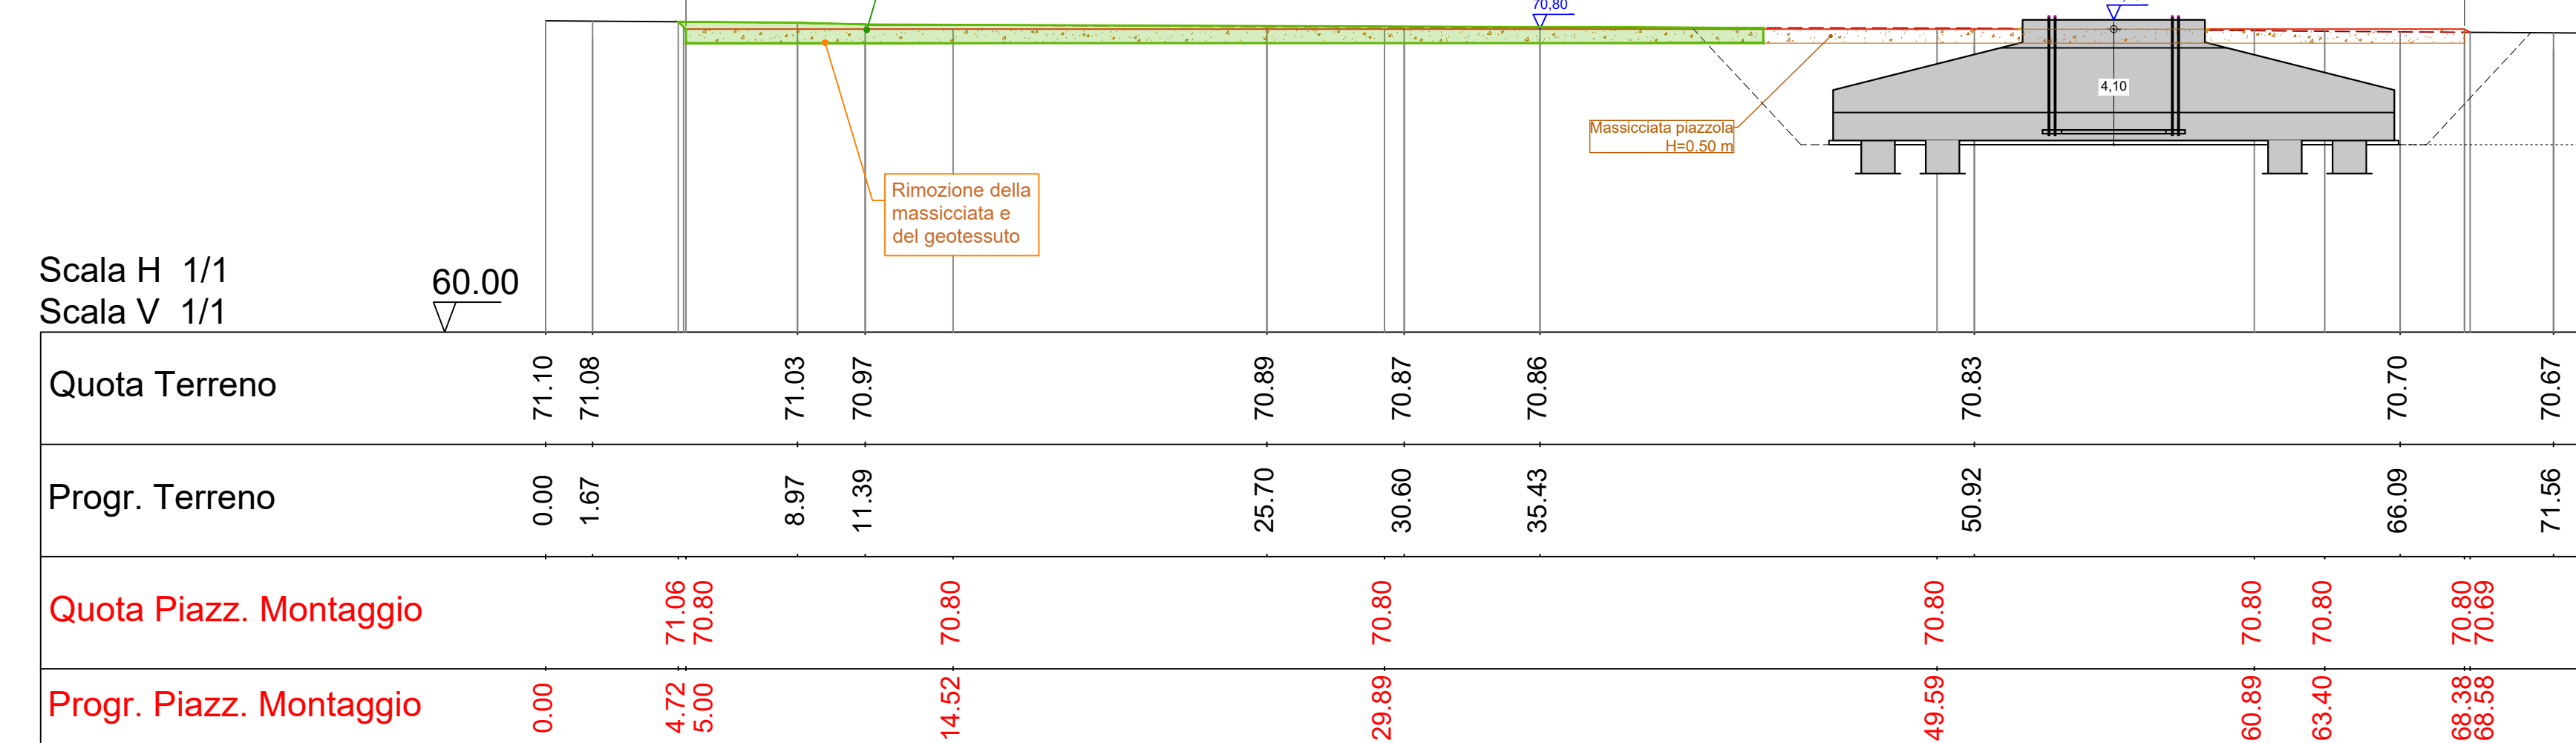 70,80
4,10
Massicciata piazzola
H=0.50 m
Rimozione della
massicciata e
del geotessuto
Scala H 1/1
Scala V 1/1
60.00
Quota Terreno 71.10 71.08 71.03 70.97 70.89 70.87 70.86 70.83 70.70 70.67
Progr. Terreno 0.00 1.67 8.97 11.39 25.70 30.60 35.43 50.92 66.09 71.56
Quota Piazz. Montaggio 71.06 70.80 70.80 70.80 70.80 70.80 70.80 70.80 70.69
Progr. Piazz. Montaggio 0.00 4.72 5.00 14.52 29.89 49.59 60.89 63.40 68.38 68.58